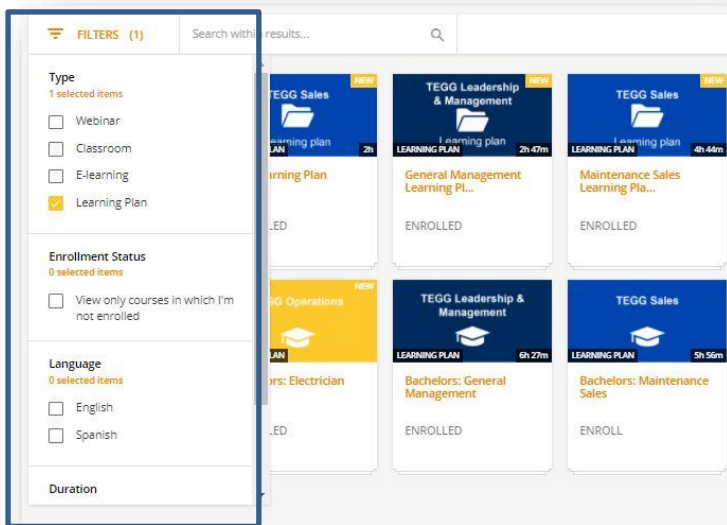 FILTERS (1)
Search within results...
Type
1 selected items
Webinar
Classroom
E-learning
Learning Plan
Enrollment Status
0 selected items
View only courses in which I'm
not enrolled
Language
0 selected items
English
Spanish
Duration
NEW
TEGG Sales
plan
LAN
2h
Plan
LED
NEW
TEGG Leadership
& Management
Learning plan
LEARNING PLAN
2h 47m
General Management
Learning Pl...
ENROLLED
NEW
TEGG Sales
Learning plan
LEARNING PLAN
4h 44m
Maintenance Sales
Learning Pla...
ENROLLED
NEW
GG Operations
LAN
ors: Electrician
LED
TEGG Leadership &
Management
LEARNING PLAN
6h 27m
Bachelors: General
Management
ENROLLED
TEGG Sales
LEARNING PLAN
5h 56m
Bachelors: Maintenance
Sales
ENROLL